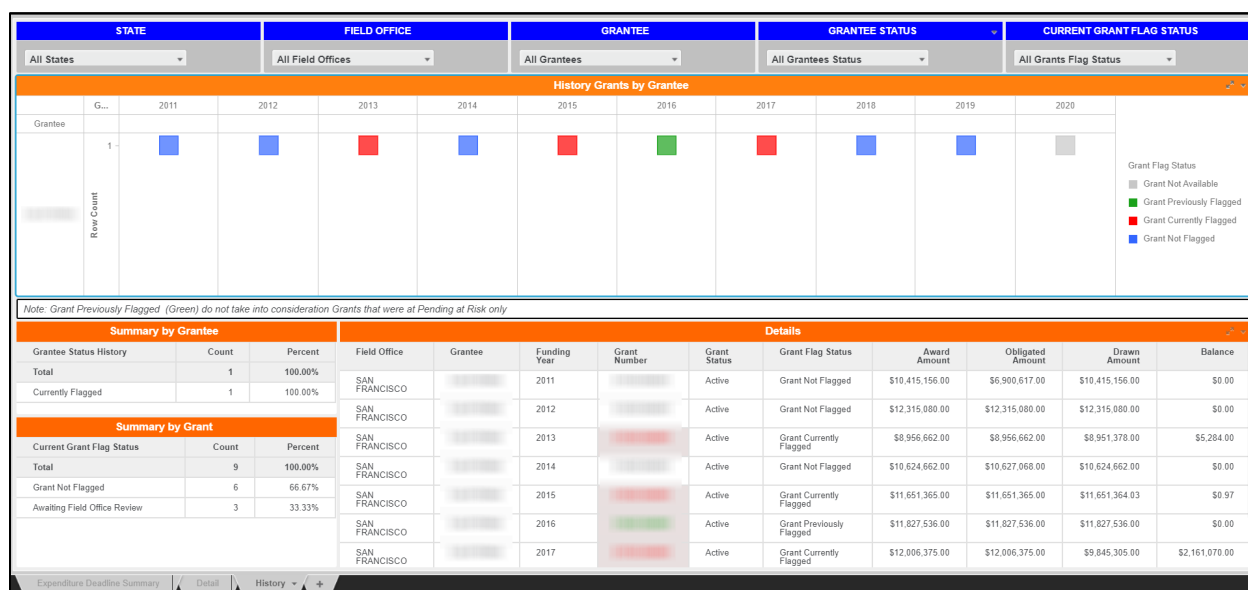 STATE FIELD OFFICE GRANTEE GRANTEE STATUS CURRENT GRANT FLAG STATUS
All States All Field Offices All Grantees All Grantees Status All Grants Flag Status
History Grants by Grantee
G... 2011 2012 2013 2014 2015 2016 2017 2018 2019 2020
Grantee
1
Row Count
Grant Flag Status
Grant Not Available
Grant Previously Flagged
Grant Currently Flagged
Grant Not Flagged
Note: Grant Previously Flagged (Green) do not take into consideration Grants that were at Pending at Risk only
Summary by Grantee
Grantee Status History Count Percent
Total 1 100.00%
Currently Flagged 1 100.00%
Summary by Grant
Current Grant Flag Status Count Percent
Total 9 100.00%
Grant Not Flagged 6 66.67%
Awaiting Field Office Review 3 33.33%
Details
Field Office Grantee Funding Grant Grant Grant Flag Status Award Obligated Drawn Balance
Year Number Status Amount Amount Amount
SAN 2011 Active Grant Not Flagged $10,415,156.00 $6,900,617.00 $10,415,156.00 $0.00
FRANCISCO
SAN 2012 Active Grant Not Flagged $12,315,080.00 $12,315,080.00 $12,315,080.00 $0.00
FRANCISCO
SAN 2013 Active Grant Currently $8,956,662.00 $8,956,662.00 $8,951,378.00 $5,284.00
FRANCISCO Flagged
SAN 2014 Active Grant Not Flagged $10,624,662.00 $10,627,068.00 $10,624,662.00 $0.00
FRANCISCO
SAN 2015 Active Grant Currently $11,651,365.00 $11,651,365.00 $11,651,364.03 $0.97
FRANCISCO Flagged
SAN 2016 Active Grant Previously $11,827,536.00 $11,827,536.00 $11,827,536.00 $0.00
FRANCISCO Flagged
SAN 2017 Active Grant Currently $12,006,375.00 $12,006,375.00 $9,845,305.00 $2,161,070.00
FRANCISCO Flagged
Expenditure Deadline Summary Detail History +